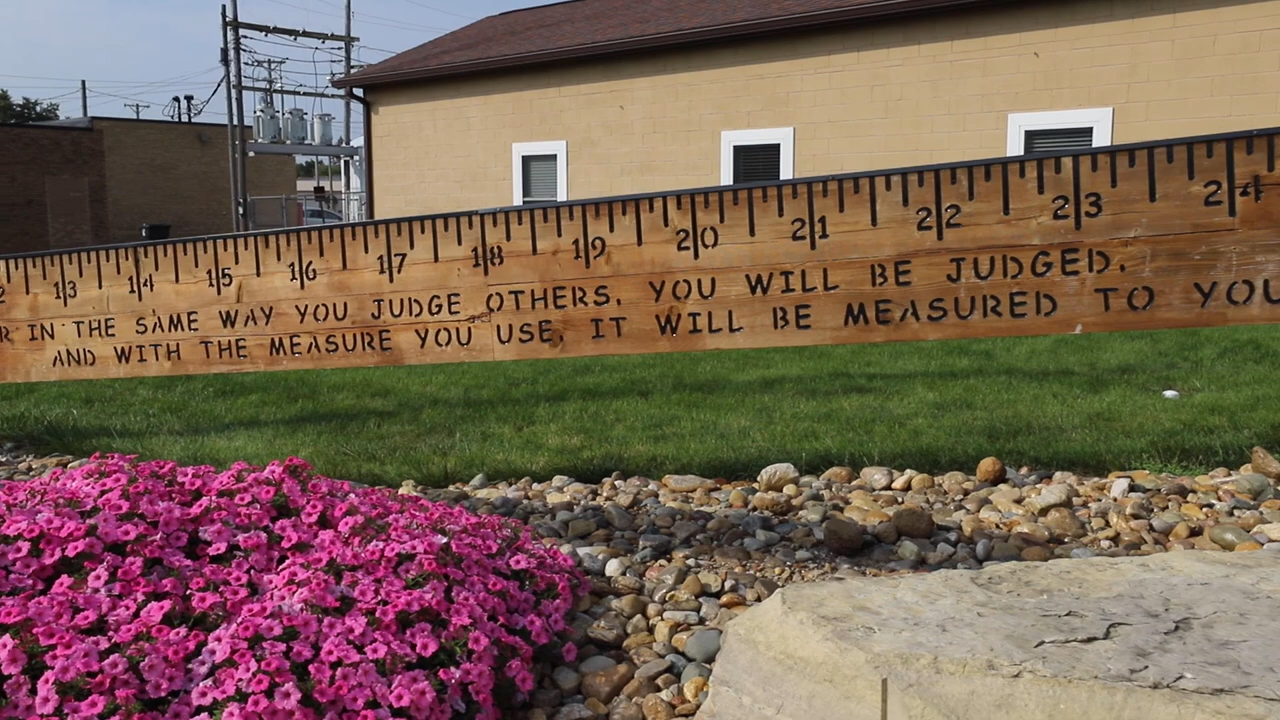 13 14 15 16 17 18 19 20 21 22 23 24
IN THE SAME WAY YOU JUDGE OTHERS, YOU WILL BE JUDGED,
AND WITH THE MEASURE YOU USE, IT WILL BE MEASURED TO YOU